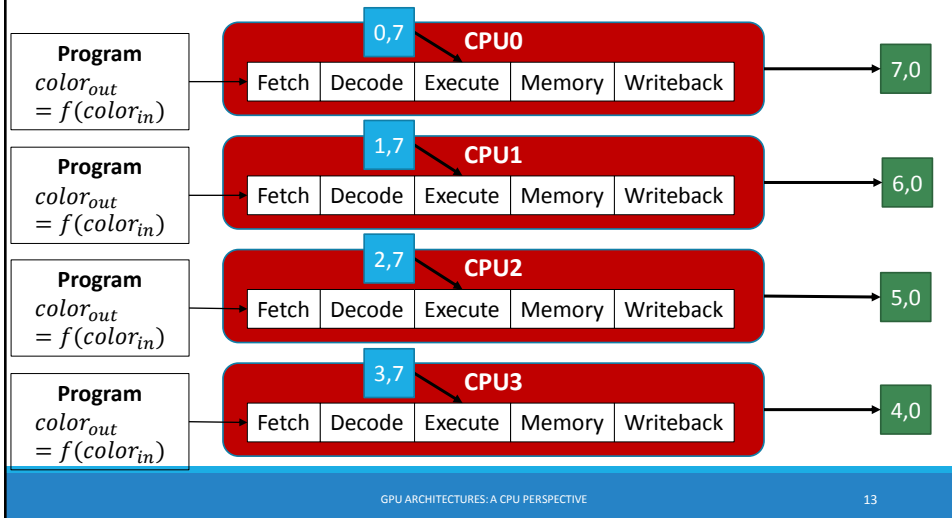 0,7
CPU0
Program
color_out
= f(color_in)
Fetch Decode Execute Memory Writeback
7,0
1,7
CPU1
Program
color_out
= f(color_in)
Fetch Decode Execute Memory Writeback
6,0
2,7
CPU2
Program
color_out
= f(color_in)
Fetch Decode Execute Memory Writeback
5,0
3,7
CPU3
Program
color_out
= f(color_in)
Fetch Decode Execute Memory Writeback
4,0
GPU ARCHITECTURES: A CPU PERSPECTIVE 13